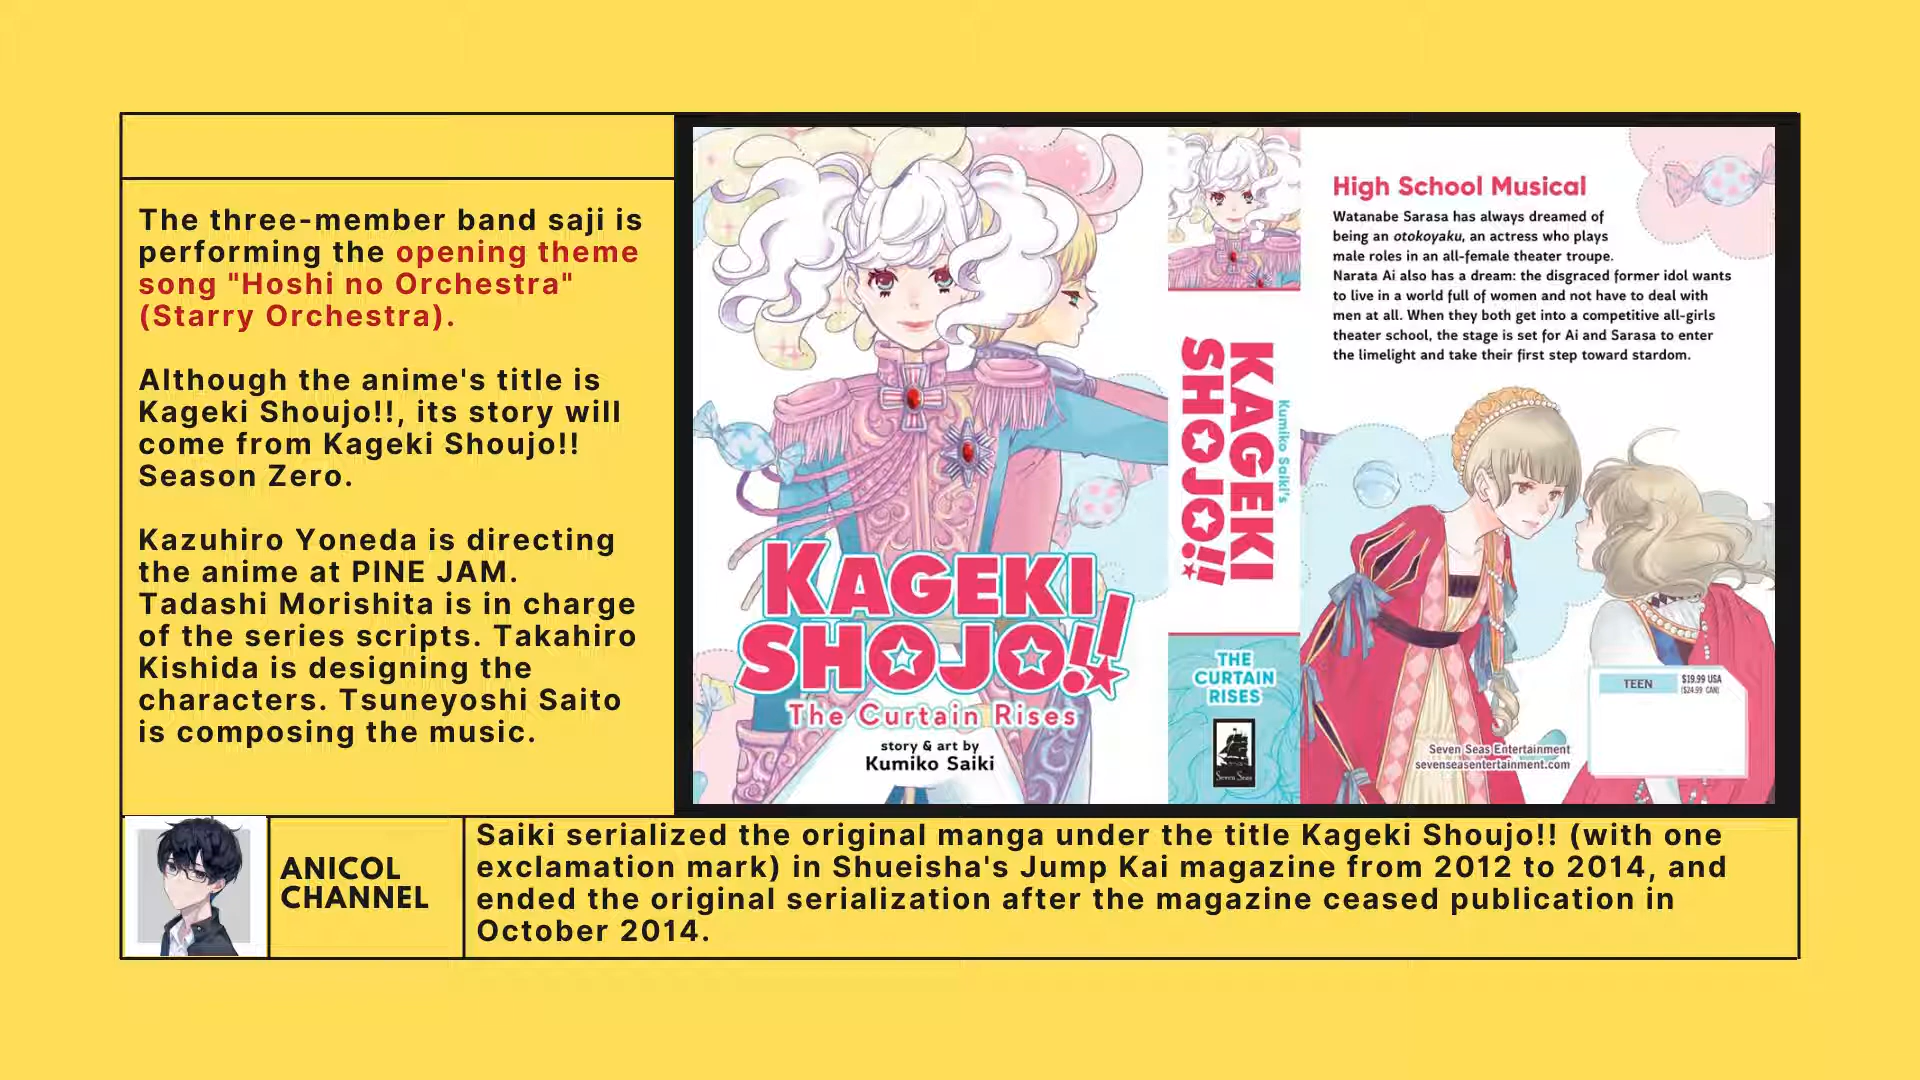 The three-member band saji is
performing the opening theme
song "Hoshi no Orchestra"
(Starry Orchestra).
Although the anime's title is
Kageki Shoujo!!, its story will
come from Kageki Shoujo!!
Season Zero.
Kazuhiro Yoneda is directing
the anime at PINE JAM.
Tadashi Morishita is in charge
of the series scripts. Takahiro
Kishida is designing the
characters. Tsuneyoshi Saito
is composing the music.
KAGEKI
SHOJO!!
The Curtain Rises
story & art by
Kumiko Saiki
Kumiko Saiki's
KAGEKI
SHOJO!!
THE
CURTAIN
RISES
Seven Seas
High School Musical
Watanabe Sarasa has always dreamed of
being an otokoyaku, an actress who plays
male roles in an all-female theater troupe.
Narata Ai also has a dream: the disgraced former idol wants
to live in a world full of women and not have to deal with
men at all. When they both get into a competitive all-girls
theater school, the stage is set for Ai and Sarasa to enter
the limelight and take their first step toward stardom.
TEEN
$19.99 USA
($24.99 CAN)
Seven Seas Entertainment
sevenseasentertainment.com
ANICOL
CHANNEL
Saiki serialized the original manga under the title Kageki Shoujo!! (with one
exclamation mark) in Shueisha's Jump Kai magazine from 2012 to 2014, and
ended the original serialization after the magazine ceased publication in
October 2014.